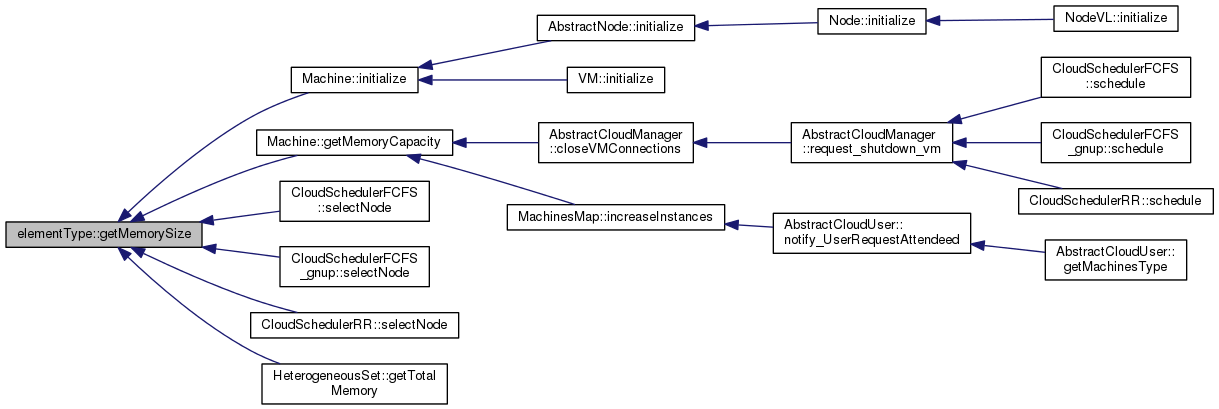 AbstractNode::initialize
Node::initialize
NodeVL::initialize
Machine::initialize
VM::initialize
CloudSchedulerFCFS
::schedule
Machine::getMemoryCapacity
AbstractCloudManager
::closeVMConnections
AbstractCloudManager
::request_shutdown_vm
CloudSchedulerFCFS
_gnup::schedule
CloudSchedulerRR::schedule
CloudSchedulerFCFS
::selectNode
MachinesMap::increaseInstances
AbstractCloudUser::
notify_UserRequestAttendeed
AbstractCloudUser::
getMachinesType
elementType::getMemorySize
CloudSchedulerFCFS
_gnup::selectNode
CloudSchedulerRR::selectNode
HeterogeneousSet::getTotal
Memory